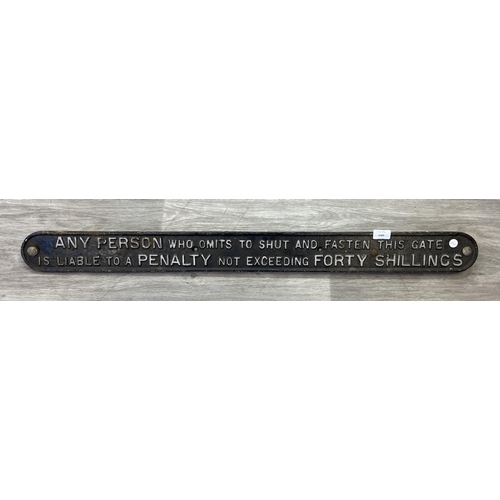 ANY PERSON WHO OMITS TO SHUT AND FASTEN THIS GATE
IS LIABLE TO A PENALTY NOT EXCEEDING FORTY SHILLINGS